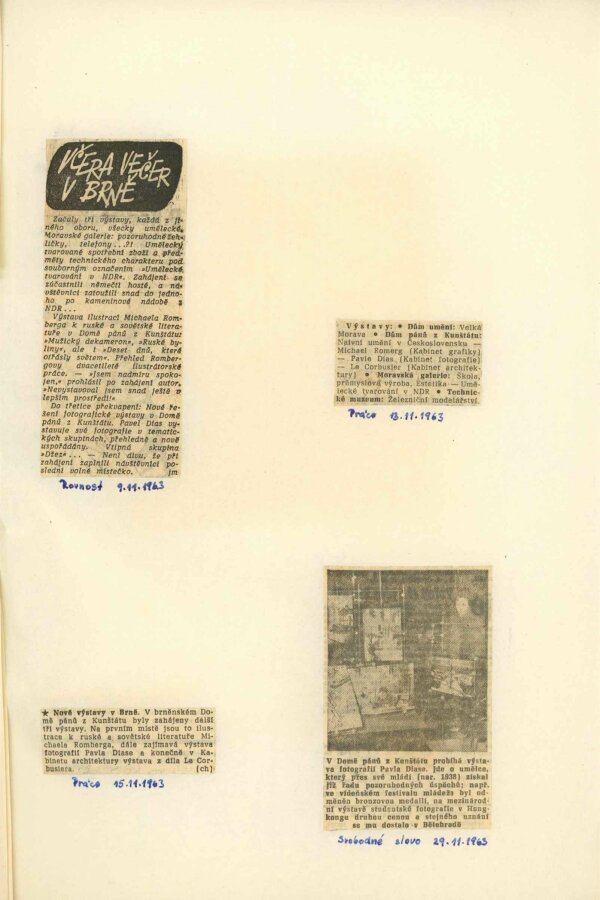 VČERA VEČER
V BRNĚ
Začaly tři výstavy, každá z ji-
ného oboru, všecky umělecké.
Moravské galerie: pozoruhodné žeh-
ličky, telefony...?! Umělecky
tvarované spotřební zboží a před-
měty technického charakteru pod
souborným označením »Umělecké
tvarování v NDR«. Zahájení se
zúčastnili němečtí hosté, a ná-
vštěvníci zatoužili snad do jedno-
ho po kameninové nádobě z
NDR...
Výstava ilustrací Michaela Rom-
berga k ruské a sovětské litera-
tuře v Domě pánů z Kunštátu:
»Mužický dekameron«, »Ruské by-
liny«, ale i »Deset dnů, které
otřásly světem«. Přehled Romber-
govy dvacetileté ilustrátorské
práce. — »Jsem nadmíru spoko-
jen,« prohlásil po zahájení autor.
»Nevystavoval jsem snad ještě v
lepším prostředí!«
Do třetice překvapení: Nové ře-
šení fotografické výstavy v Domě
pánů z Kunštátu. Pavel Dias vy-
stavuje své fotografie v tematic-
kých skupinách, přehledně a nově
uspořádány. Vtipná skupina
»Džez«... — Není divu, že při
zahájení zaplnili návštěvníci po-
slední volné místečko. jm
Rovnost 9.11.1963
Výstavy: ● Dům umění: Velká
Morava ● Dům pánů z Kunštátu:
Naivní umění v Československu —
Michael Romerg (Kabinet grafiky)
— Pavle Dias (Kabinet fotografie)
— Le Corbusier (Kabinet architek-
tury) ● Moravská galerie: Škola,
průmyslová výroba, Estetika — Umě-
lecké tvarování v NDR ● Technic-
ké museum: Železniční modelářství.
Práce 13.11.1963
★ Nové výstavy v Brně. V brněnském Do-
mě pánů z Kunštátu byly zahájeny další
tři výstavy. Na prvním místě jsou to ilus-
trace k ruské a sovětské literatuře Mi-
chaela Romberga, dále zajímavá výstava
fotografií Pavla Diase a konečně v Ka-
binetu architektury výstava z díla Le Cor-
busiera. (ch)
Práce 15.11.1963
V Domě pánů z Kunštátu probíhá výsta-
va fotografií Pavla Diase. Jde o umělce,
který přes své mládí (nar. 1938) získal
již řadu pozoruhodných úspěchů; např.
ve vídeňském festivalu mládeže byl od-
měněn bronzovou medailí, na mezinárod-
ní výstavě studentské fotografie v Hong-
kongu druhou cenou a stejného uznání
se mu dostalo v Bělehradě
Svobodné slovo 29.11.1963